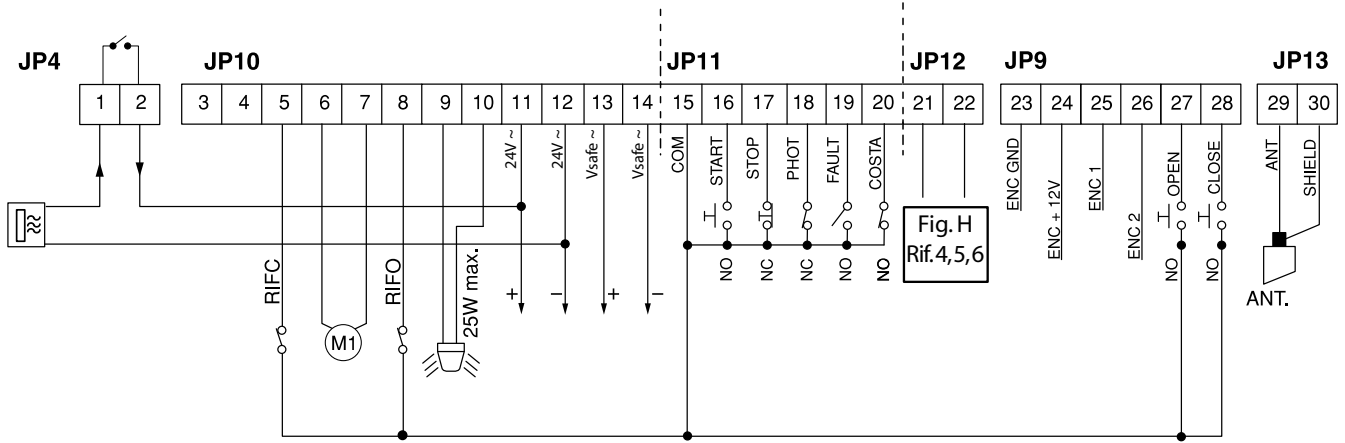 JP4 JP10 JP11 JP12 JP9 JP13
1 2 3 4 5 6 7 8 9 10 11 12 13 14 15 16 17 18 19 20 21 22 23 24 25 26 27 28 29 30
24V ~
24V ~
Vsafe ~
Vsafe ~
COM
START
STOP
PHOT
FAULT
COSTA
ENC GND
ENC + 12V
ENC 1
ENC 2
OPEN
CLOSE
ANT
SHIELD
Fig. H
Rif. 4,5,6
RIFC
M1
RIFO
25W max.
+
–
+
–
NO
NC
NC
NO
NO
NO
NO
ANT.